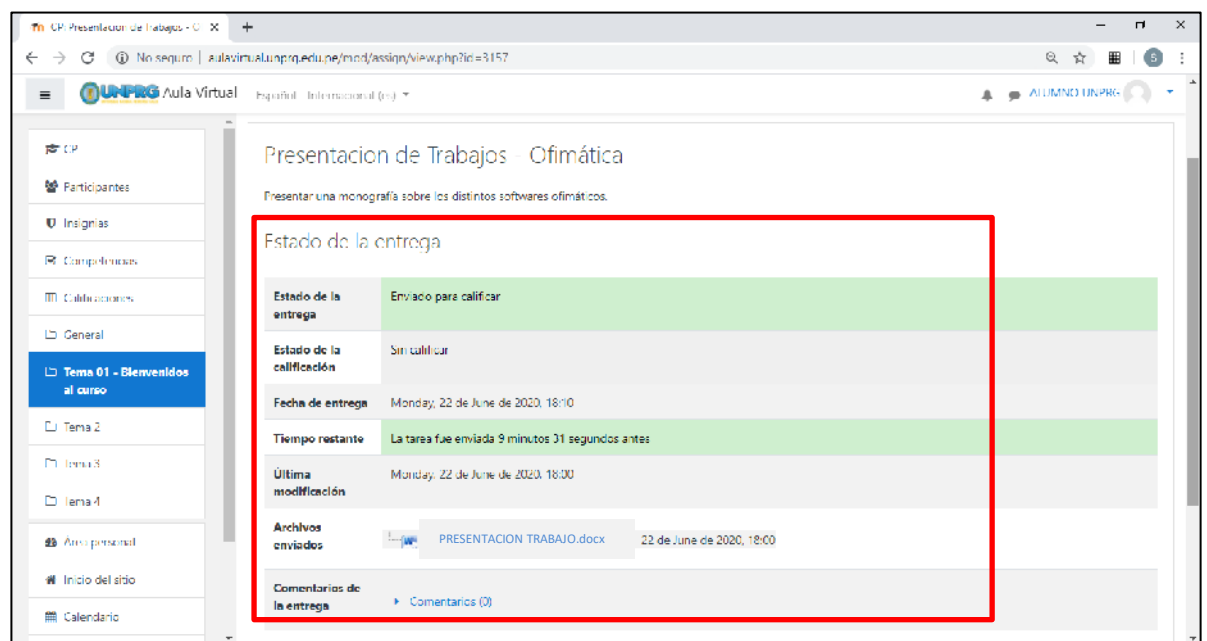 CP: Presentacion de Trabajos - O
No seguro | aulavirtual.unprg.edu.pe/mod/assign/view.php?id=3157
S
UNPRG Aula Virtual
Español - Internacional (es)
ALUMNO UNPRG
CP
Participantes
Insignias
Competencias
Calificaciones
General
Tema 01 - Bienvenidos
al curso
Tema 2
Tema 3
Tema 4
Área personal
Inicio del sitio
Calendario
Presentacion de Trabajos - Ofimática
Presentar una monografía sobre los distintos softwares ofimáticos.
Estado de la entrega
Estado de la
entrega
Enviado para calificar
Estado de la
calificación
Sin calificar
Fecha de entrega
Monday, 22 de June de 2020, 18:10
Tiempo restante
La tarea fue enviada 9 minutos 31 segundos antes
Última
modificación
Monday, 22 de June de 2020, 18:00
Archivos
enviados
PRESENTACION TRABAJO.docx
22 de June de 2020, 18:00
Comentarios de
la entrega
Comentarios (0)